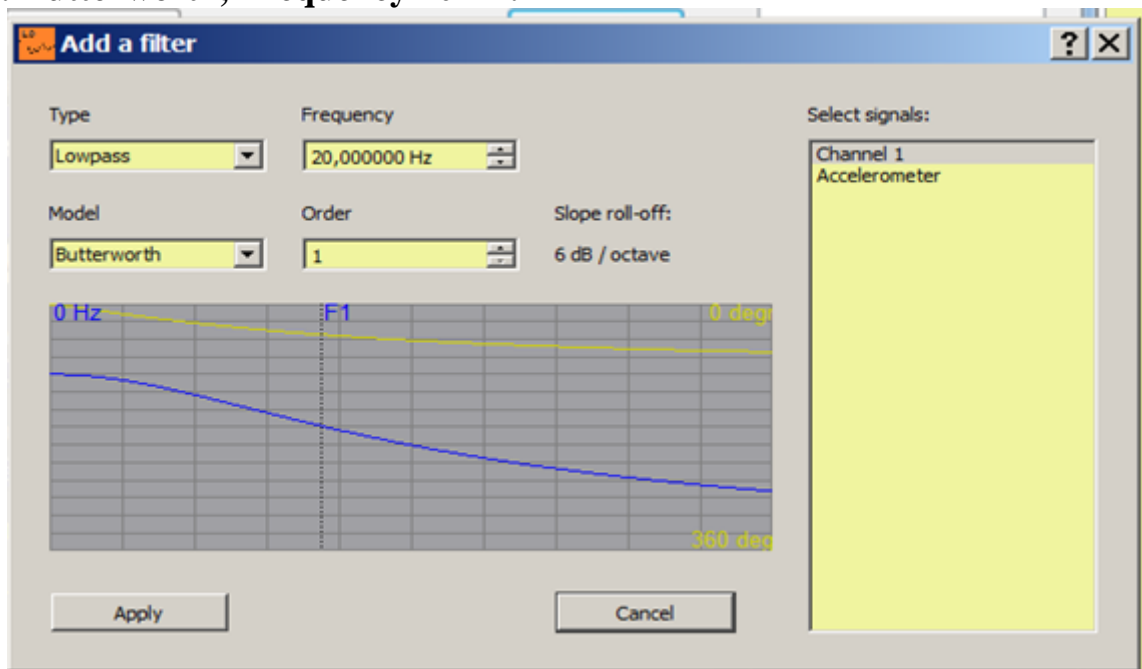 Add a filter
Type
Frequency
Select signals:
Lowpass
20,000000 Hz
Channel 1
Accelerometer
Model
Order
Slope roll-off:
Butterworth
1
6 dB / octave
0 Hz
F1
0 degr
360 deg
Apply
Cancel